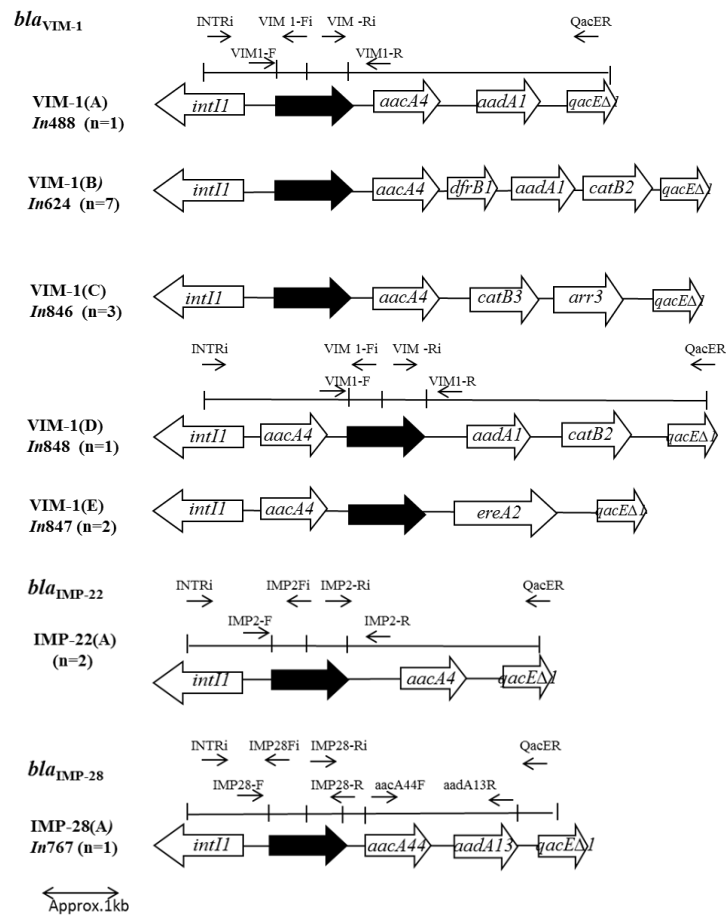 blaVIM-1
INTRi VIM 1-Fi VIM -Ri QacER
VIM1-F VIM1-R
VIM-1(A)
In488 (n=1)
intI1 aacA4 aadA1 qacEΔ1
VIM-1(B)
In624 (n=7)
intI1 aacA4 dfrB1 aadA1 catB2 qacEΔ1
VIM-1(C)
In846 (n=3)
intI1 aacA4 catB3 arr3 qacEΔ1
INTRi VIM 1-Fi VIM -Ri QacER
VIM1-F VIM1-R
VIM-1(D)
In848 (n=1)
intI1 aacA4 aadA1 catB2 qacEΔ1
VIM-1(E)
In847 (n=2)
intI1 aacA4 ereA2 qacEΔ1
blaIMP-22
INTRi IMP2Fi IMP2-Ri QacER
IMP2-F IMP2-R
IMP-22(A)
(n=2)
intI1 aacA4 qacEΔ1
blaIMP-28
INTRi IMP28Fi IMP28-Ri QacER
IMP28-F IMP28-R aacA44F aadA13R
IMP-28(A)
In767 (n=1)
intI1 aacA44 aadA13 qacEΔ1
Approx.1kb